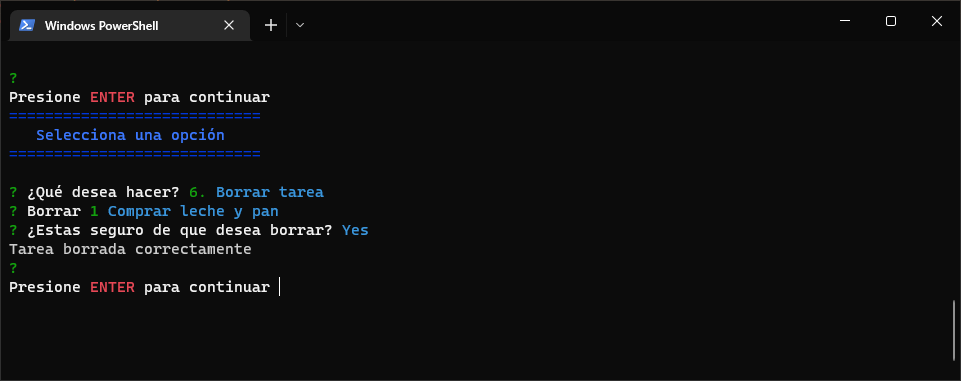 Windows PowerShell
?
Presione ENTER para continuar
============================
Selecciona una opción
============================
? ¿Qué desea hacer? 6. Borrar tarea
? Borrar 1 Comprar leche y pan
? ¿Estas seguro de que desea borrar? Yes
Tarea borrada correctamente
?
Presione ENTER para continuar